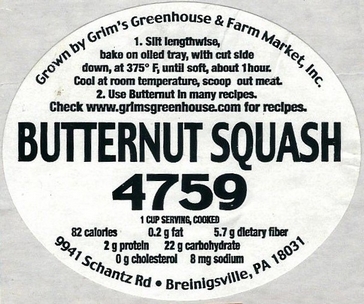 Grown by Grim's Greenhouse & Farm Market, Inc.
1. Slit lengthwise,
bake on oiled tray, with cut side
down, at 375° F, until soft, about 1hour.
Cool at room temperature, scoop out meat.
2. Use Butternut in many recipes.
Check www.grimsgreenhouse.com for recipes.
BUTTERNUT SQUASH
4759
1 CUP SERVING, COOKED
82 calories 0.2 g fat 5.7 g dietary fiber
2 g protein 22 g carbohydrate
0 g cholesterol 8 mg sodium
9941 Schantz Rd • Breinigsville, PA 18031